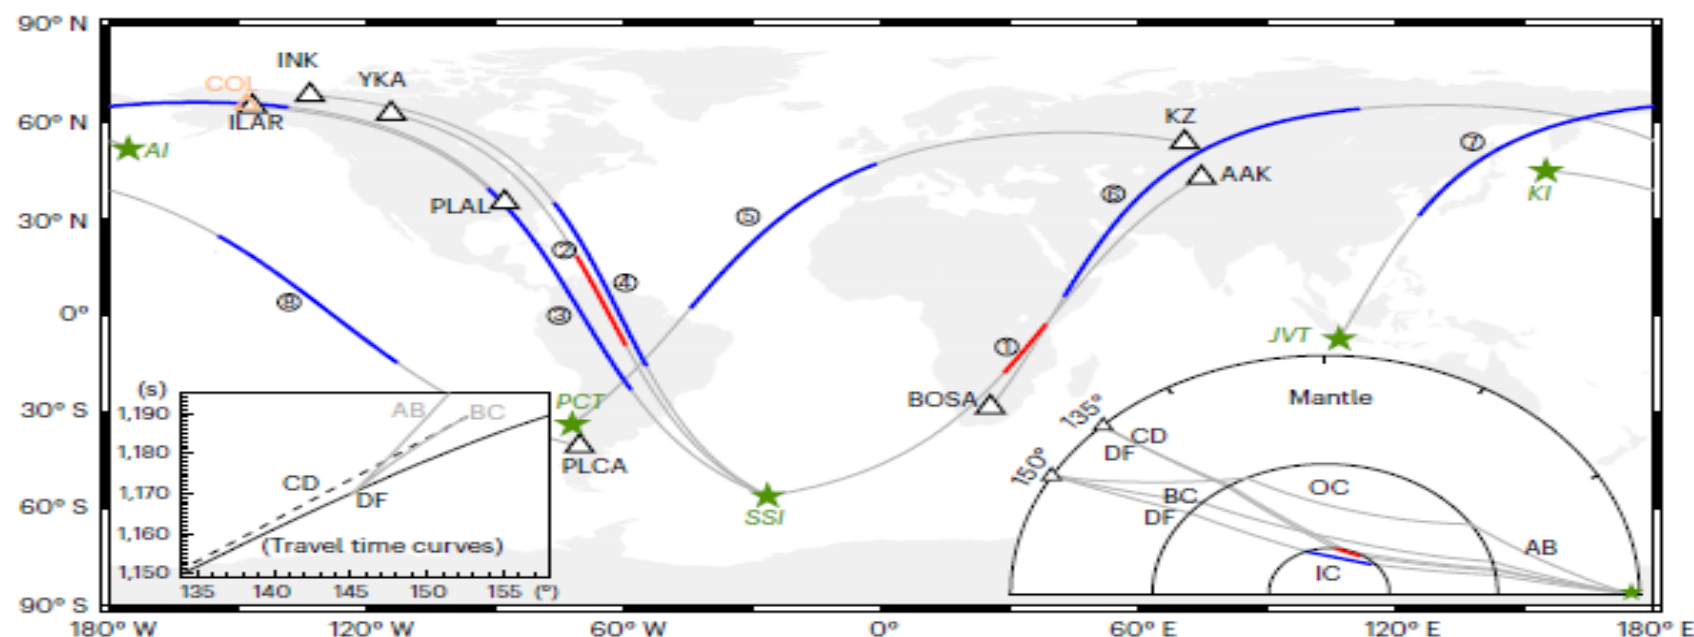 90° N
60° N
30° N
0°
30° S
60° S
90° S
180° W
120° W
60° W
0°
60° E
120° E
180° E
COL
INK
YKA
ILAR
AI
PLAL
KZ
AAK
KI
JVT
BOSA
PCT
PLCA
SSI
①
②
③
④
⑤
⑥
⑦
⑧
(s)
1,190
1,180
1,170
1,160
1,150
AB
BC
CD
DF
(Travel time curves)
135 140 145 150 155 (°)
Mantle
135°
CD
DF
150°
BC
DF
OC
AB
IC